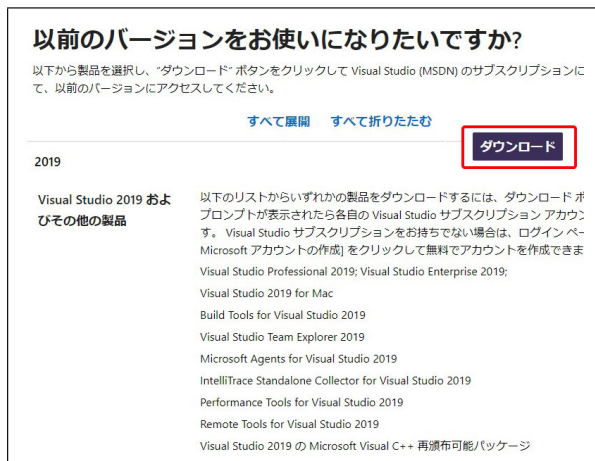 以前のバージョンをお使いになりたいですか?
以下から製品を選択し、"ダウンロード" ボタンをクリックして Visual Studio (MSDN) のサブスクリプションに
て、以前のバージョンにアクセスしてください。
すべて展開 すべて折りたたむ
ダウンロード
2019
Visual Studio 2019 およ
びその他の製品
以下のリストからいずれかの製品をダウンロードするには、ダウンロード ボ
プロンプトが表示されたら各自の Visual Studio サブスクリプション アカウン
す。 Visual Studio サブスクリプションをお持ちでない場合は、ログイン ペー
Microsoft アカウントの作成] をクリックして無料でアカウントを作成できま
Visual Studio Professional 2019; Visual Studio Enterprise 2019;
Visual Studio 2019 for Mac
Build Tools for Visual Studio 2019
Visual Studio Team Explorer 2019
Microsoft Agents for Visual Studio 2019
IntelliTrace Standalone Collector for Visual Studio 2019
Performance Tools for Visual Studio 2019
Remote Tools for Visual Studio 2019
Visual Studio 2019 の Microsoft Visual C++ 再頒布可能パッケージ